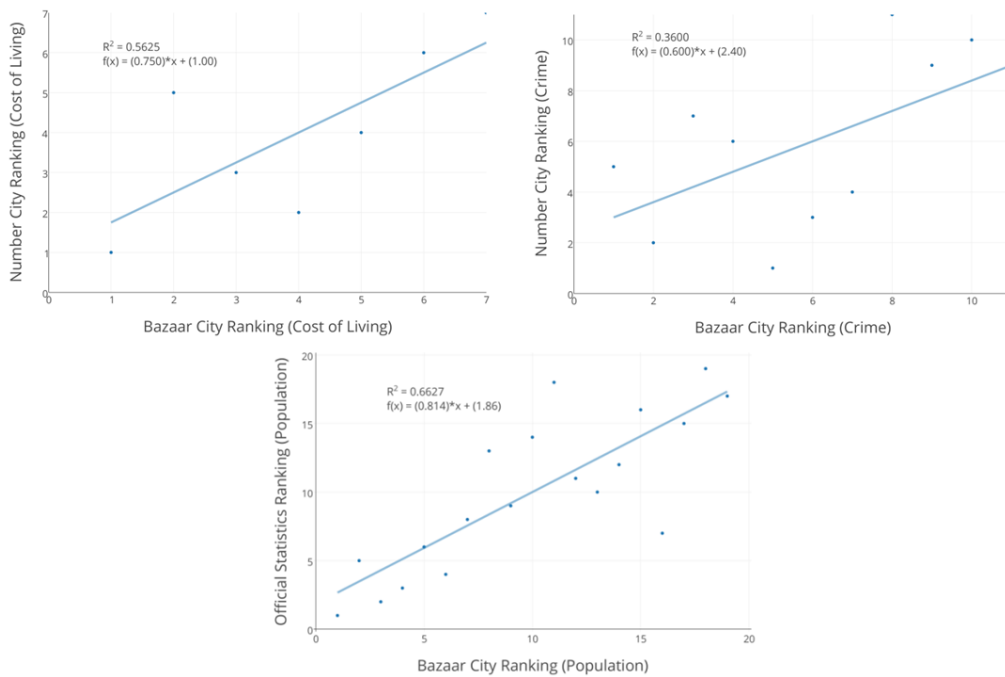 Number City Ranking (Cost of Living)
7
6
5
4
3
2
1
0
R² = 0.5625
f(x) = (0.750)*x + (1.00)
0 1 2 3 4 5 6 7
Bazaar City Ranking (Cost of Living)
Number City Ranking (Crime)
10
8
6
4
2
0
R² = 0.3600
f(x) = (0.600)*x + (2.40)
0 2 4 6 8 10
Bazaar City Ranking (Crime)
Official Statistics Ranking (Population)
20
15
10
5
0
R² = 0.6627
f(x) = (0.814)*x + (1.86)
0 5 10 15 20
Bazaar City Ranking (Population)